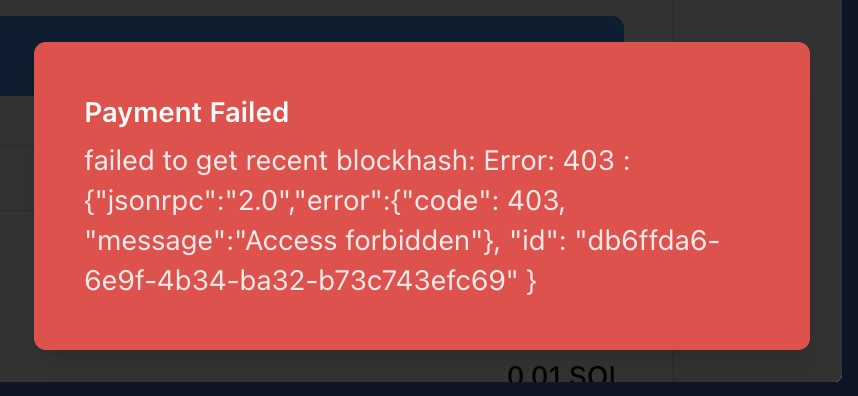 Payment Failed
failed to get recent blockhash: Error: 403 :
{"jsonrpc":"2.0","error":{"code": 403,
"message":"Access forbidden"}, "id": "db6ffda6-
6e9f-4b34-ba32-b73c743efc69" }
0.01 SOL